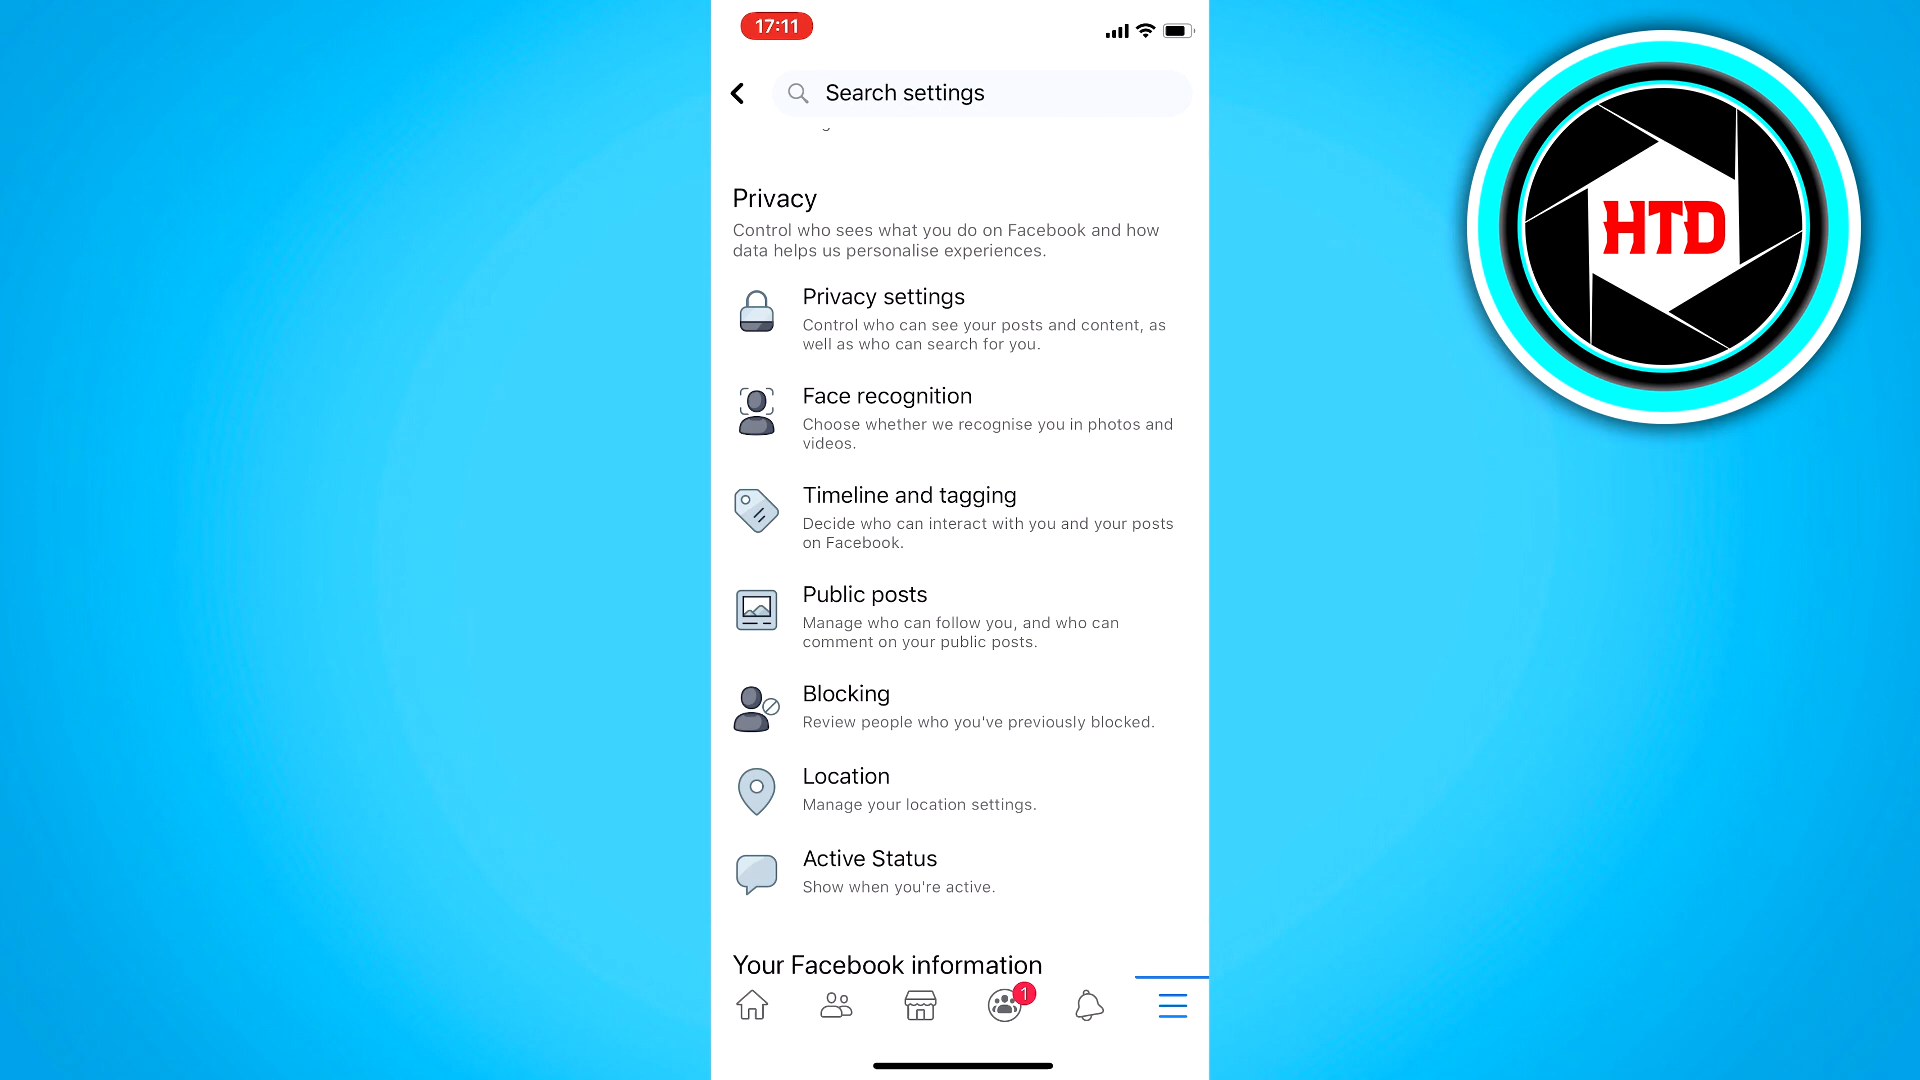 17:11
Search settings
Privacy
Control who sees what you do on Facebook and how
data helps us personalise experiences.
Privacy settings
Control who can see your posts and content, as
well as who can search for you.
Face recognition
Choose whether we recognise you in photos and
videos.
Timeline and tagging
Decide who can interact with you and your posts
on Facebook.
Public posts
Manage who can follow you, and who can
comment on your public posts.
Blocking
Review people who you've previously blocked.
Location
Manage your location settings.
Active Status
Show when you're active.
Your Facebook information
1
HTD